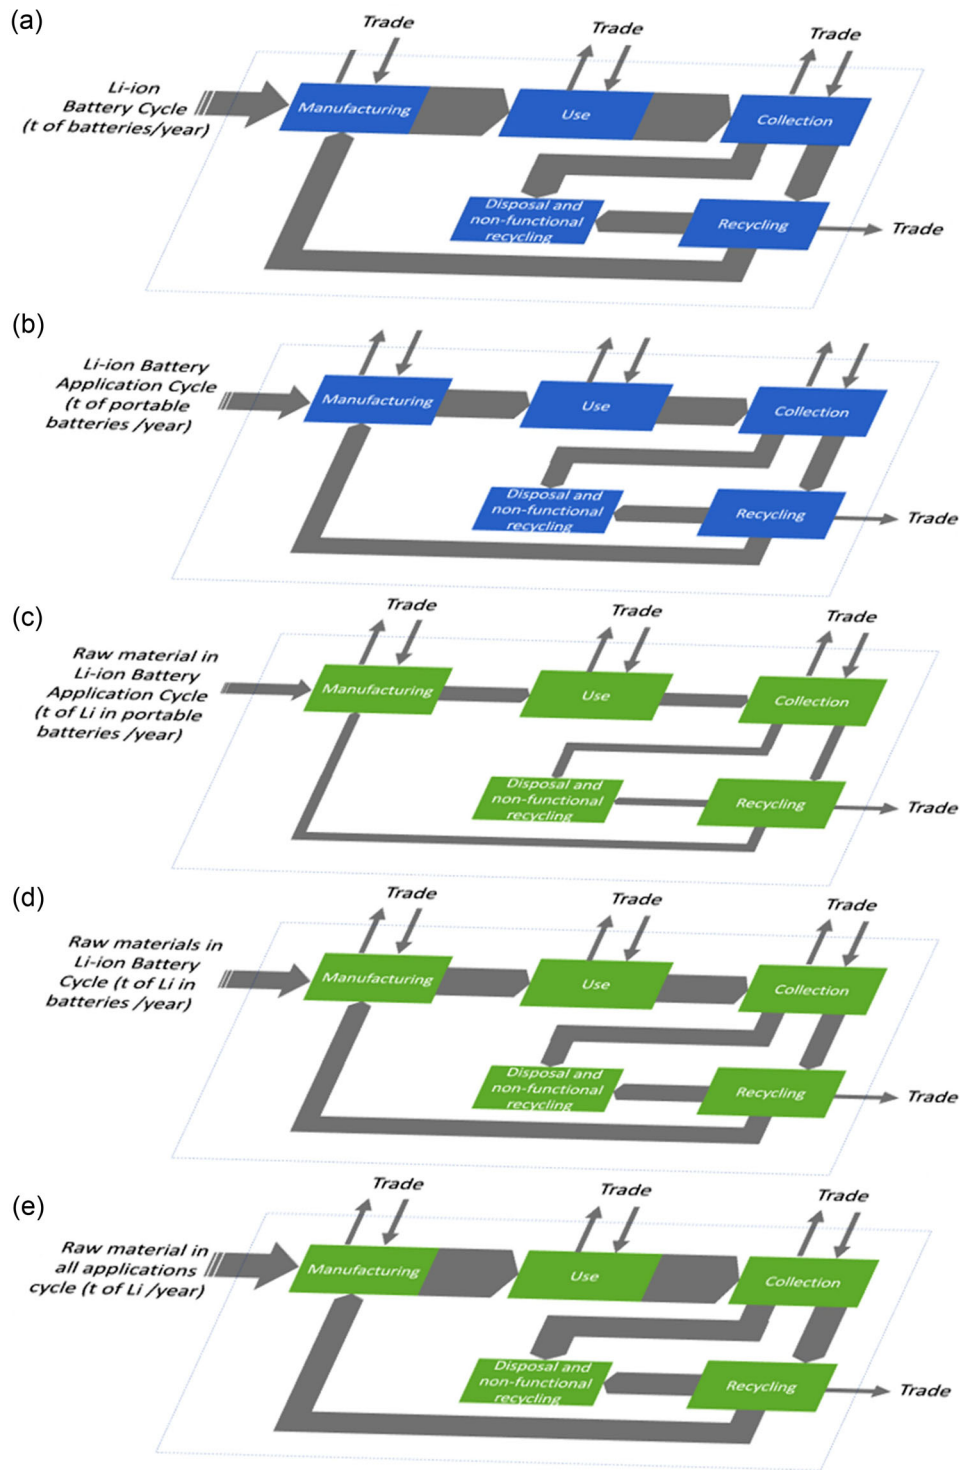 (a)
Trade
Trade
Trade
Li-ion
Battery Cycle
(t of batteries/year)
Manufacturing
Use
Collection
Disposal and
non-functional
recycling
Recycling
Trade
(b)
Li-ion Battery
Application Cycle
(t of portable
batteries /year)
Manufacturing
Use
Collection
Disposal and
non-functional
recycling
Recycling
Trade
(c)
Trade
Trade
Trade
Raw material in
Li-ion Battery
Application Cycle
(t of Li in portable
batteries /year)
Manufacturing
Use
Collection
Disposal and
non-functional
recycling
Recycling
Trade
(d)
Trade
Trade
Trade
Raw materials in
Li-ion Battery
Cycle (t of Li in
batteries /year)
Manufacturing
Use
Collection
Disposal and
non-functional
recycling
Recycling
Trade
(e)
Trade
Trade
Trade
Raw material in
all applications
cycle (t of Li /year)
Manufacturing
Use
Collection
Disposal and
non-functional
recycling
Recycling
Trade